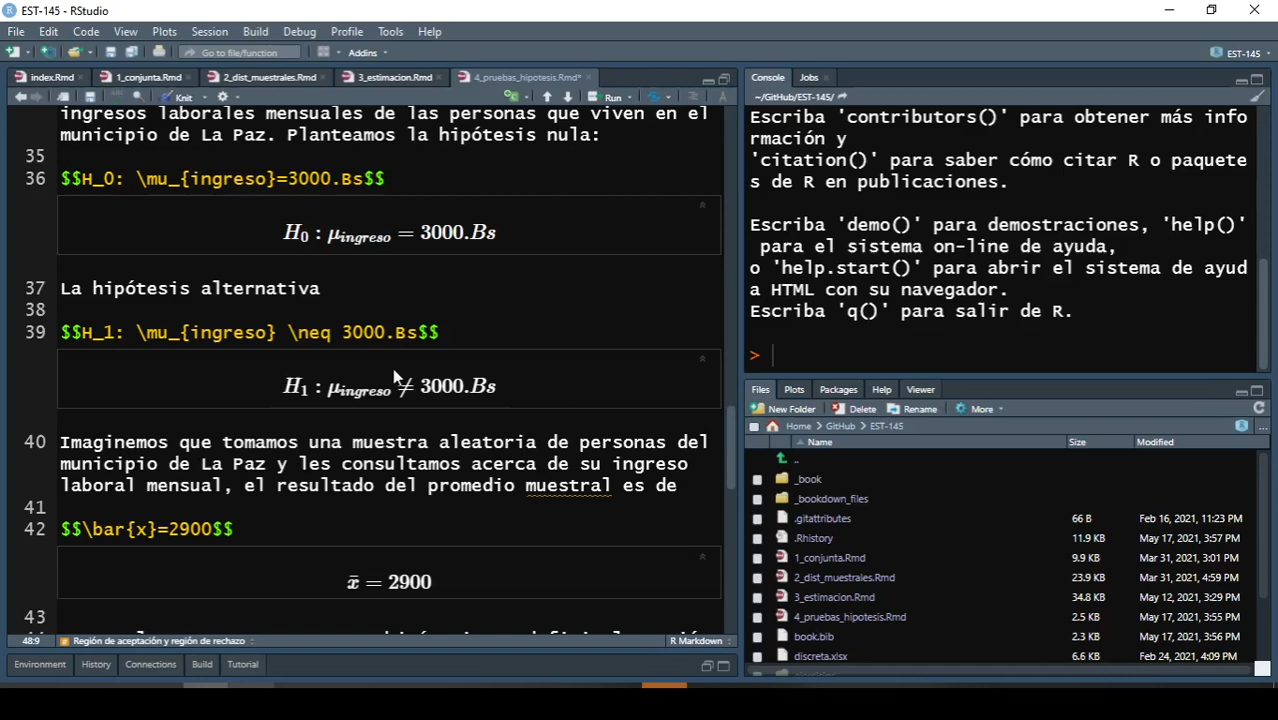 EST-145 - RStudio
File Edit Code View Plots Session Build Debug Profile Tools Help
Go to file/function Addins EST-145
index.Rmd 1_conjunta.Rmd 2_dist_muestrales.Rmd 3_estimacion.Rmd 4_pruebas_hipotesis.Rmd*
Knit Run
ingresos laborales mensuales de las personas que viven en el
municipio de La Paz. Planteamos la hipótesis nula:
35
36 $$H_0: \mu_{ingreso}=3000.Bs$$
H₀ : μ_ingreso = 3000.Bs
37 La hipótesis alternativa
38
39 $$H_1: \mu_{ingreso} \neq 3000.Bs$$
H₁ : μ_ingreso ≠ 3000.Bs
40 Imaginemos que tomamos una muestra aleatoria de personas del
municipio de La Paz y les consultamos acerca de su ingreso
laboral mensual, el resultado del promedio muestral es de
41
42 $$\bar{x}=2900$$
x̄ = 2900
43
48:9 Región de aceptación y región de rechazo R Markdown
Environment History Connections Build Tutorial
Console Jobs
~/GitHub/EST-145/
Escriba 'contributors()' para obtener más info
rmación y
'citation()' para saber cómo citar R o paquete
s de R en publicaciones.
Escriba 'demo()' para demostraciones, 'help()'
para el sistema on-line de ayuda,
o 'help.start()' para abrir el sistema de ayud
a HTML con su navegador.
Escriba 'q()' para salir de R.
>
Files Plots Packages Help Viewer
New Folder Delete Rename More
Home GitHub EST-145 ...
Name Size Modified
..
_book
_bookdown_files
.gitattributes 66 B Feb 16, 2021, 11:23 PM
.Rhistory 11.9 KB May 17, 2021, 3:57 PM
1_conjunta.Rmd 9.9 KB Mar 31, 2021, 3:01 PM
2_dist_muestrales.Rmd 23.9 KB Mar 31, 2021, 4:59 PM
3_estimacion.Rmd 34.8 KB May 12, 2021, 3:29 PM
4_pruebas_hipotesis.Rmd 2.5 KB May 17, 2021, 3:55 PM
book.bib 2.3 KB May 17, 2021, 3:56 PM
discreta.xlsx 6.6 KB Feb 24, 2021, 4:09 PM